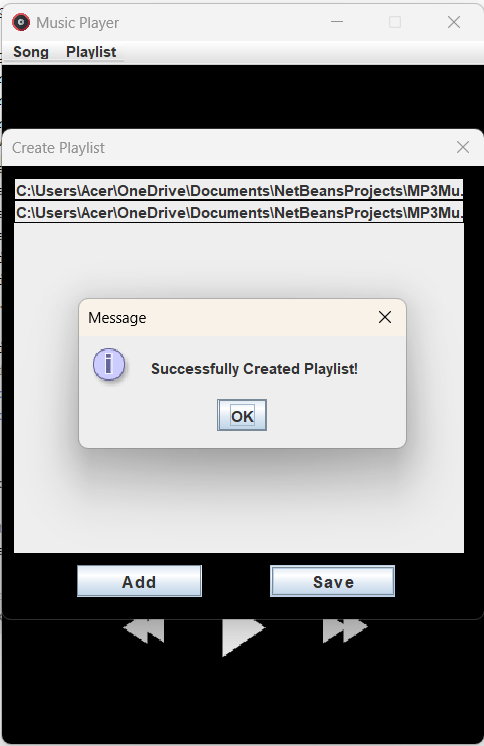 Music Player
Song Playlist
Create Playlist
C:\Users\Acer\OneDrive\Documents\NetBeansProjects\MP3Mu.
C:\Users\Acer\OneDrive\Documents\NetBeansProjects\MP3Mu.
Message
i
Successfully Created Playlist!
OK
Add Save